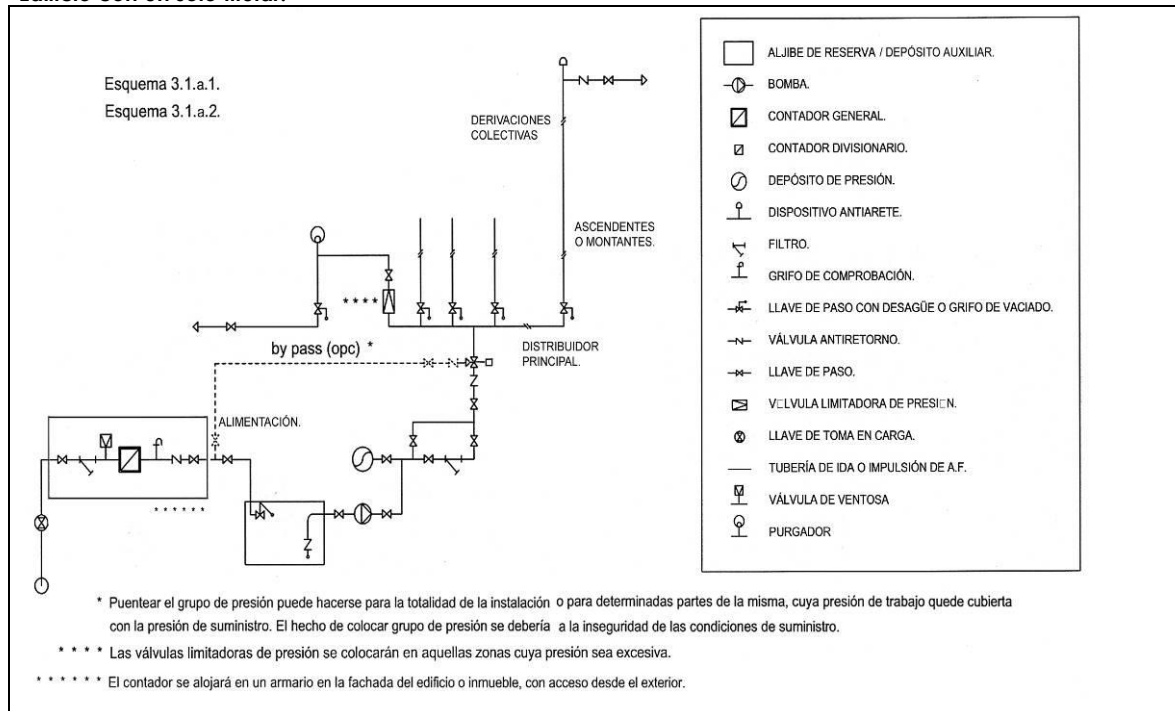 Esquema 3.1.a.1.
Esquema 3.1.a.2.
DERIVACIONES
COLECTIVAS
ASCENDENTES
O MONTANTES.
* * * *
by pass (opc) *
DISTRIBUIDOR
PRINCIPAL.
ALIMENTACIÓN.
* * * * * *
ALJIBE DE RESERVA / DEPÓSITO AUXILIAR.
BOMBA.
CONTADOR GENERAL.
CONTADOR DIVISIONARIO.
DEPÓSITO DE PRESIÓN.
DISPOSITIVO ANTIARETE.
FILTRO.
GRIFO DE COMPROBACIÓN.
LLAVE DE PASO CON DESAGÜE O GRIFO DE VACIADO.
VÁLVULA ANTIRETORNO.
LLAVE DE PASO.
V□LVULA LIMITADORA DE PRESI□N.
LLAVE DE TOMA EN CARGA.
TUBERÍA DE IDA O IMPULSIÓN DE A.F.
VÁLVULA DE VENTOSA
PURGADOR
* Puentear el grupo de presión puede hacerse para la totalidad de la instalación o para determinadas partes de la misma, cuya presión de trabajo quede cubierta
con la presión de suministro. El hecho de colocar grupo de presión se debería a la inseguridad de las condiciones de suministro.
* * * * Las válvulas limitadoras de presión se colocarán en aquellas zonas cuya presión sea excesiva.
* * * * * * El contador se alojará en un armario en la fachada del edificio o inmueble, con acceso desde el exterior.